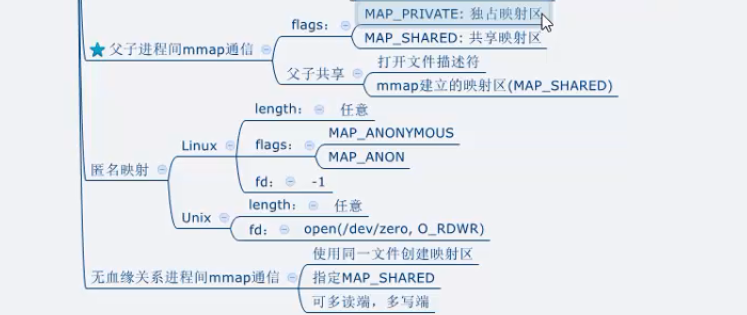 MAP_PRIVATE: 独占映射区
flags:
MAP_SHARED: 共享映射区
父子进程间mmap通信
打开文件描述符
父子共享
mmap建立的映射区(MAP_SHARED)
length: 任意
MAP_ANONYMOUS
Linux
flags:
MAP_ANON
匿名映射
fd: -1
length: 任意
Unix
fd: open(/dev/zero, O_RDWR)
使用同一文件创建映射区
无血缘关系进程间mmap通信
指定MAP_SHARED
可多读端，多写端